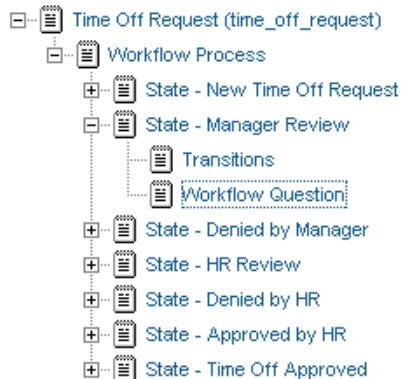 Time Off Request (time_off_request)
Workflow Process
State - New Time Off Request
State - Manager Review
Transitions
Workflow Question
State - Denied by Manager
State - HR Review
State - Denied by HR
State - Approved by HR
State - Time Off Approved